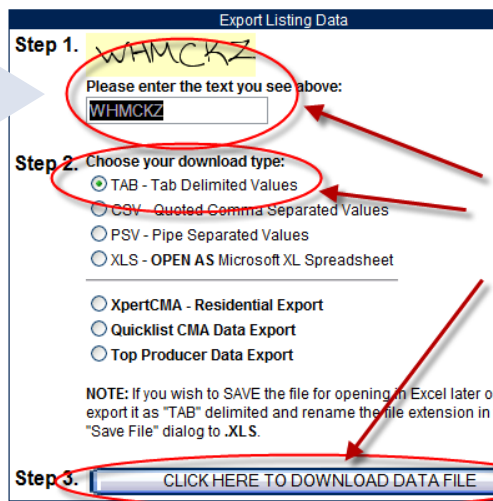 Export Listing Data
Step 1. WHMCKZ
Please enter the text you see above:
WHMCKZ
Step 2. Choose your download type:
TAB - Tab Delimited Values
CSV - Quoted Comma Separated Values
PSV - Pipe Separated Values
XLS - OPEN AS Microsoft XL Spreadsheet
XpertCMA - Residential Export
Quicklist CMA Data Export
Top Producer Data Export
NOTE: If you wish to SAVE the file for opening in Excel later o
export it as "TAB" delimited and rename the file extension in
"Save File" dialog to .XLS.
Step 3. CLICK HERE TO DOWNLOAD DATA FILE